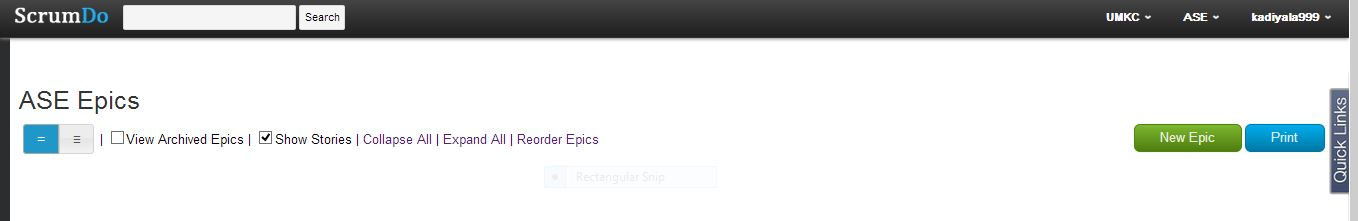 ScrumDo Search UMKC ASE kadiyala999
ASE Epics
| View Archived Epics | Show Stories | Collapse All | Expand All | Reorder Epics New Epic Print
Quick Links
Rectangular Snip